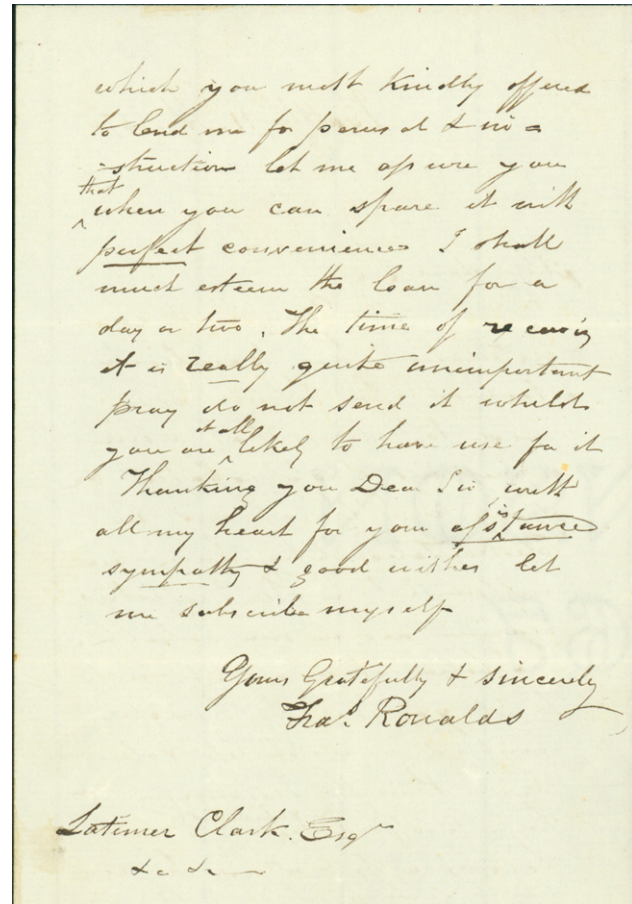 which you most kindly offered
to lend me for perusal & in=
=struction let me assure you
that
when you can spare it with
perfect convenience I shall
much esteem the loan for a
day or two. The time of
it is really quite unimportant
pray do not send it whilst
you are at all likely to have use for it
Thanking you Dear Sir with
all my heart for your assistance
sympathy & good wishes let
me subscribe myself
Yours Gratefully & sincerely
Fras. Ronalds
Latimer Clark. Esqr
&c &c